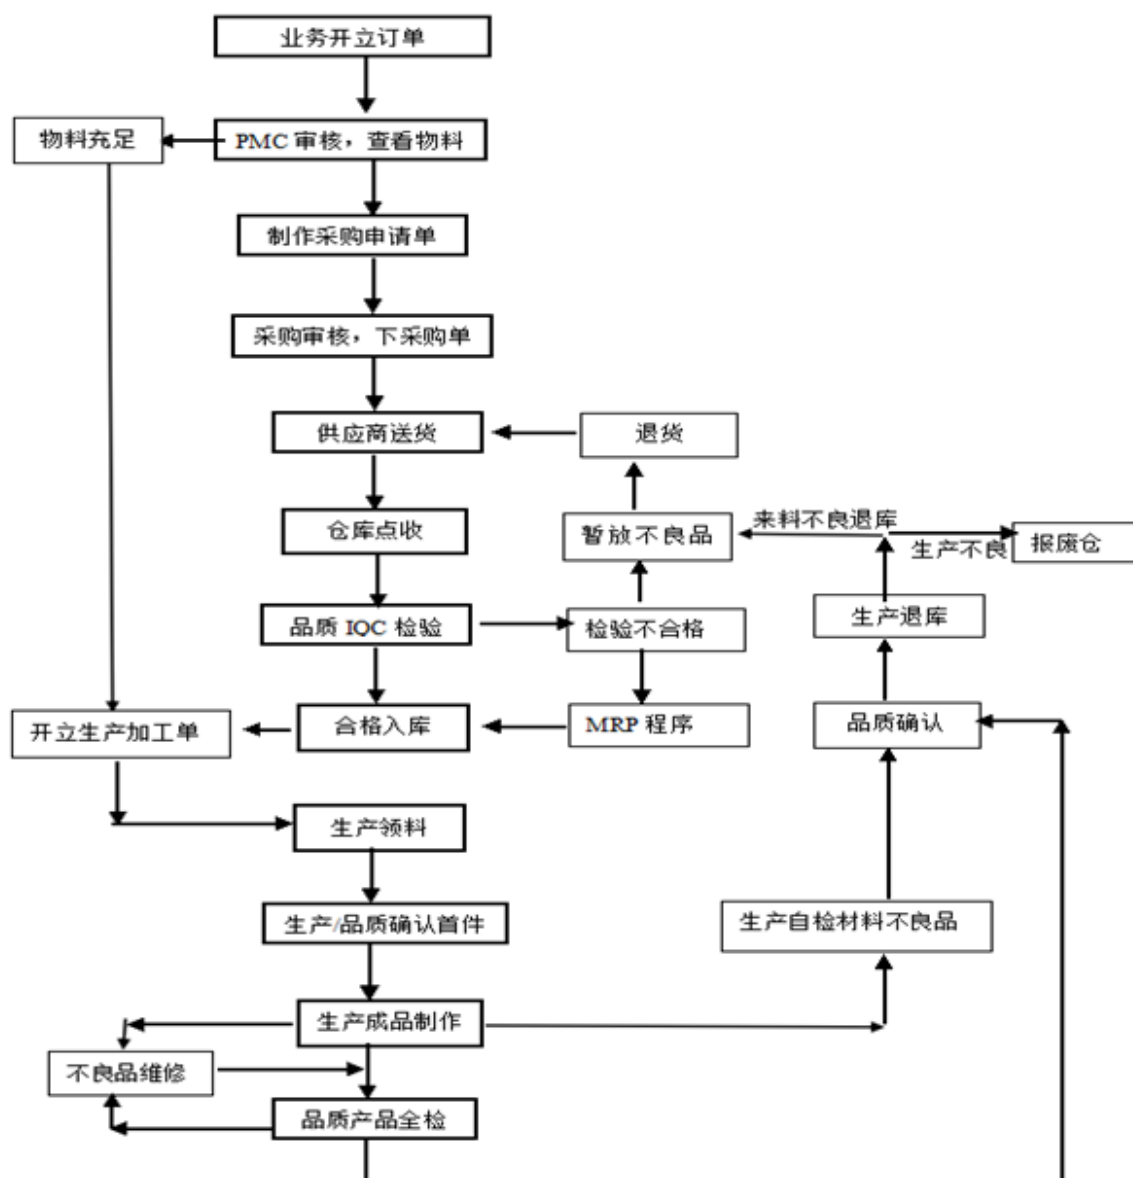 业务开立订单
物料充足
PMC 审核，查看物料
制作采购申请单
采购审核，下采购单
供应商送货
退货
仓库点收
暂放不良品
来料不良退库
生产不良
报废仓
品质 IQC 检验
检验不合格
生产退库
开立生产加工单
合格入库
MRP 程序
品质确认
生产领料
生产/品质确认首件
生产自检材料不良品
生产成品制作
不良品维修
品质产品全检